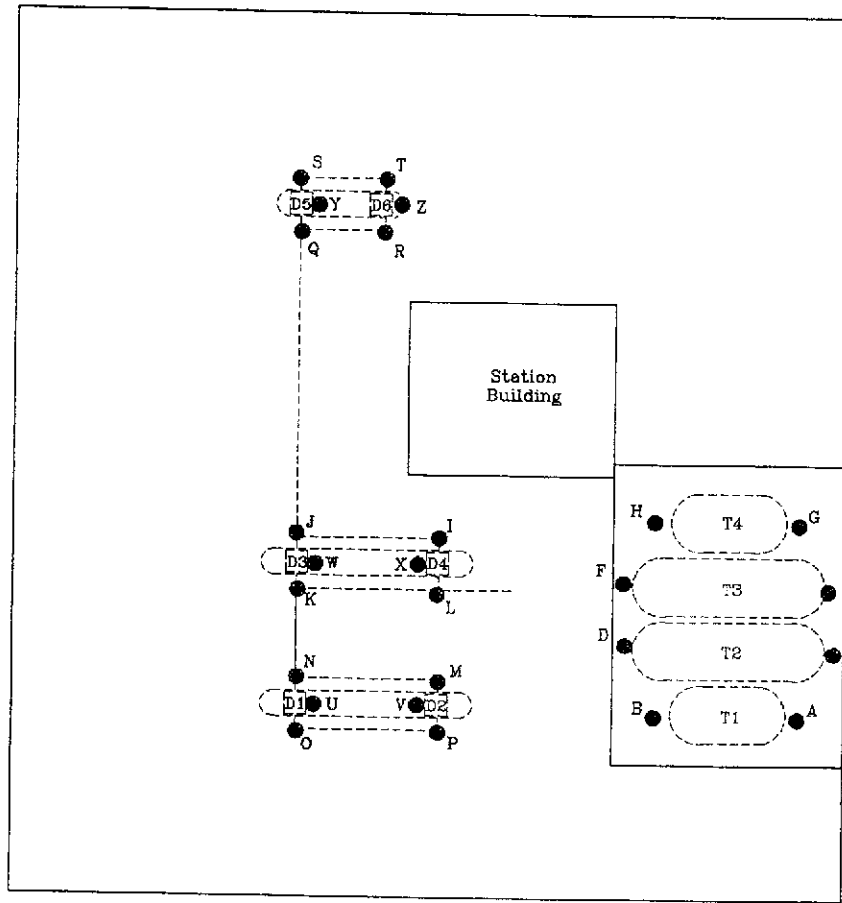 S T
D5 Y D6 Z
Q R
Station
Building
J I
H T4 G
D3 W X D4
F T3
K L
D T2
N M
D1 U V D2
B T1 A
O P